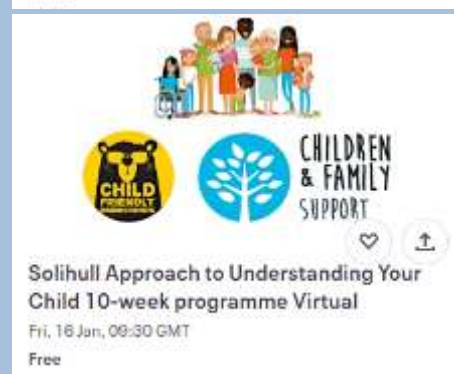 CHILD
FRIENDLY
CHILDREN
& FAMILY
SUPPORT
Solihull Approach to Understanding Your
Child 10-week programme Virtual
Fri, 16 Jan, 09:30 GMT
Free